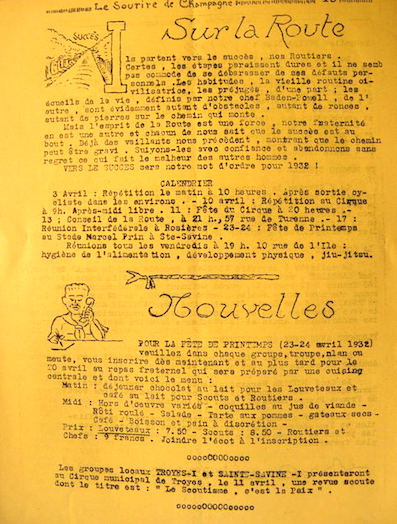 Le Sourire de Champagne
Sur la Route
SUCCÈS
Ils partent vers le succès , nos Routiers .
Certes , les étapes paraissent dures et il ne semb
pas commode de se débarrasser de ses défauts per-
sonnels .Les habitudes , la vieille routine ci-
vilisatrice, les préjugés , d'une part ; les
écueils de la vie , définis par notre chef Baden-Powell , de l'
autre , sont évidemment autant d'obstacles , autant de ronces ,
autant de pierres sur le chemin qui monte .
Mais l'esprit de la Route est une force , notre fraternité
en est une autre et chacun de nous sait que le succès est au
bout . Déjà des vaillants nous précèdent , montrant que le chemin
peut être gravi . Suivons-les avec confiance et abandonnons sans
regret ce qui fait le malheur des autres hommes .
VERS LE SUCCES sera notre mot d'ordre pour 1932 !
CALENDRIER
3 Avril : Répétition le matin à 10 heures . Après sortie cy-
cliste dans les environs . - 10 avril : Répétition au Cirque
à 9h. Après-midi libre . 11 : Fête du Cirque à 20 heures .-
13 : Conseil de la Route à 21 h.,57 rue de Turenne . - 17 :
Réunion Interfédérale à Rosières - 23-24 : Fête de Printemps
au Stade Marcel Prin à Ste-Savine .
Réunions tous les vendredis à 19 h. 10 rue de l'Ile :
hygiène de l'alimentation , développement physique , jiu-jitsu.
Nouvelles
POUR LA FÊTE DE PRINTEMPS (23-24 avril 1932)
veuillez dans chaque groupe,troupe,clan ou
meute, vous inscrire dès maintenant et au plus tard pour le
10 avril au repas fraternel qui sera préparé par une cuisine
centrale et dont voici le menu :
Matin : déjeuner chocolat au lait pour les Louveteaux et
café au lait pour Scouts et Routiers .
Midi : Hors d'oeuvre variés - coquilles au jus de viande -
Rôti roulé - Salade - Tarte aux pommes - gateaux secs -
Café - Boisson et pain à discrétion -
Prix : Louveteaux : 7.50 - Scouts : 8.50 - Routiers et
Chefs : 9 francs . Joindre l'écot à l'inscription .
Les groupes locaux TROYES-I et SAINTE-SAVINE -I présenteront
au Cirque municipal de Troyes , le 11 avril , une revue scoute
dont le titre est : " Le Scoutisme , c'est la Paix " .